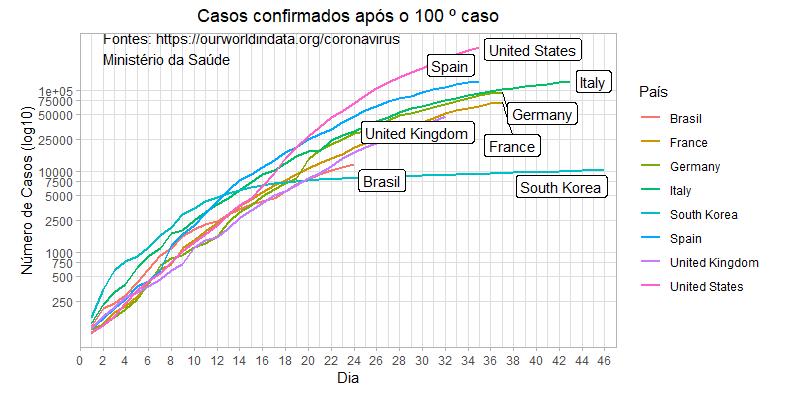 Casos confirmados após o 100 º caso
Fontes: https://ourworldindata.org/coronavirus
Ministério da Saúde
Número de Casos (log10)
1e+05
75000
50000
25000
10000
7500
5000
2500
1000
750
500
250
United States
Spain
Italy
Germany
United Kingdom
France
Brasil
South Korea
0 2 4 6 8 10 12 14 16 18 20 22 24 26 28 30 32 34 36 38 40 42 44 46
Dia
País
Brasil
France
Germany
Italy
South Korea
Spain
United Kingdom
United States